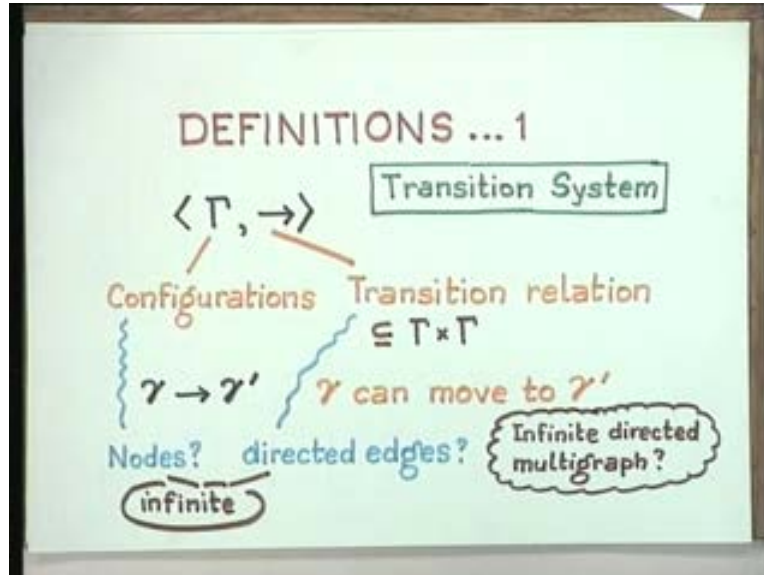 DEFINITIONS ... 1
Transition System
⟨ Γ, → ⟩
Configurations Transition relation
⊆ Γ × Γ
γ → γ' γ can move to γ'
Nodes? directed edges?
Infinite directed
multigraph?
infinite